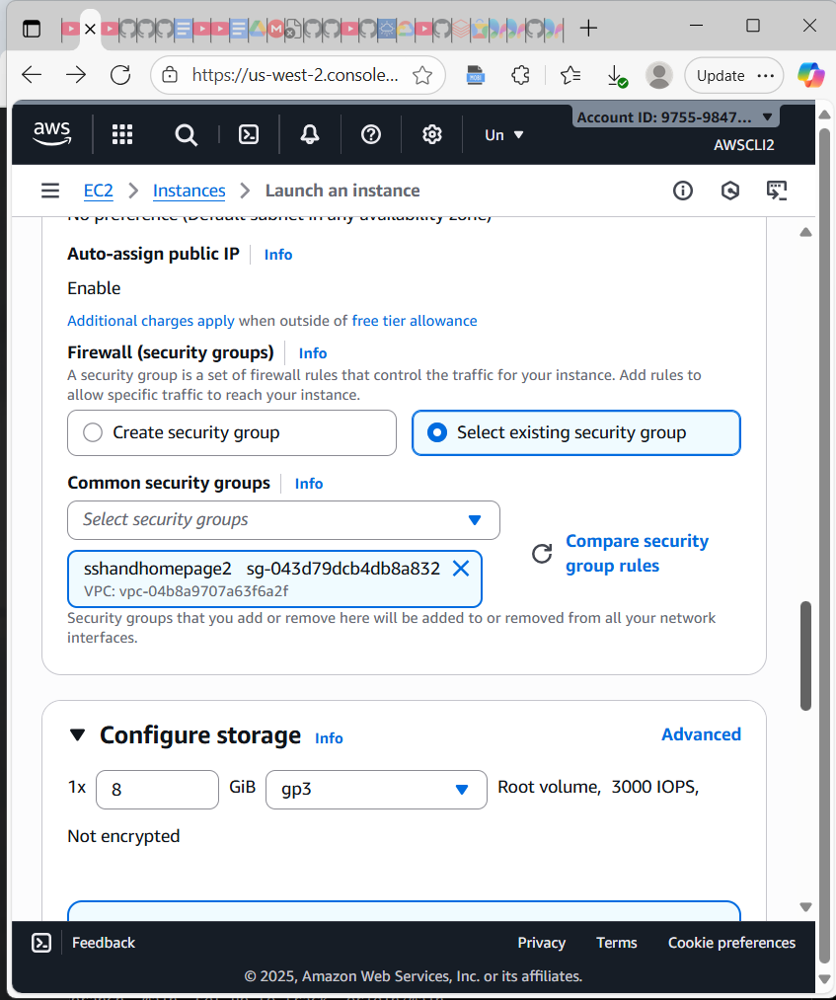 https://us-west-2.console...
Update
aws
Un
Account ID: 9755-9847...
AWSCLI2
EC2
Instances
Launch an instance
No preference (Default subnet in any availability zone)
Auto-assign public IP
Info
Enable
Additional charges apply when outside of free tier allowance
Firewall (security groups)
Info
A security group is a set of firewall rules that control the traffic for your instance. Add rules to
allow specific traffic to reach your instance.
Create security group
Select existing security group
Common security groups
Info
Select security groups
sshandhomepage2 sg-043d79dcb4db8a832
VPC: vpc-04b8a9707a63f6a2f
Compare security
group rules
Security groups that you add or remove here will be added to or removed from all your network
interfaces.
Configure storage
Info
Advanced
1x
8
GiB
gp3
Root volume, 3000 IOPS,
Not encrypted
Feedback
Privacy
Terms
Cookie preferences
© 2025, Amazon Web Services, Inc. or its affiliates.